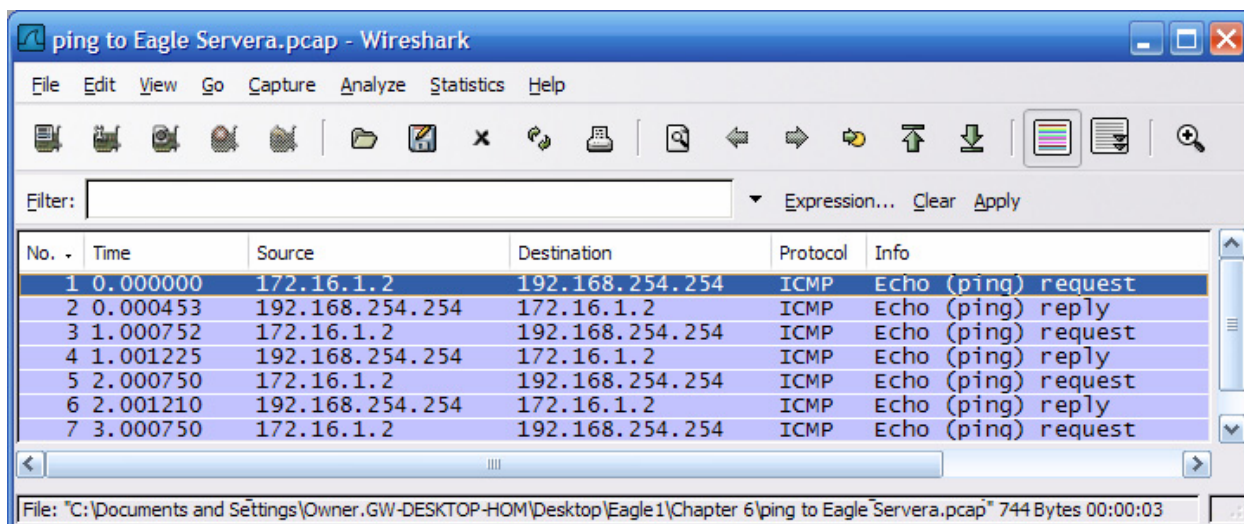 ping to Eagle Servera.pcap - Wireshark
File Edit View Go Capture Analyze Statistics Help
Filter: Expression... Clear Apply
No. Time Source Destination Protocol Info
1 0.000000 172.16.1.2 192.168.254.254 ICMP Echo (ping) request
2 0.000453 192.168.254.254 172.16.1.2 ICMP Echo (ping) reply
3 1.000752 172.16.1.2 192.168.254.254 ICMP Echo (ping) request
4 1.001225 192.168.254.254 172.16.1.2 ICMP Echo (ping) reply
5 2.000750 172.16.1.2 192.168.254.254 ICMP Echo (ping) request
6 2.001210 192.168.254.254 172.16.1.2 ICMP Echo (ping) reply
7 3.000750 172.16.1.2 192.168.254.254 ICMP Echo (ping) request
File: "C:\Documents and Settings\Owner.GW-DESKTOP-HOM\Desktop\Eagle1\Chapter 6\ping to Eagle Servera.pcap" 744 Bytes 00:00:03